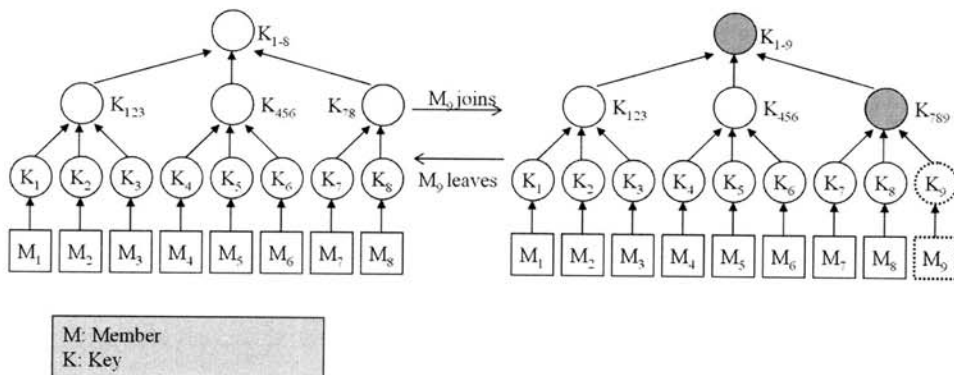 K1-8
K1-9
K123
K456
K78
M9 joins
K123
K456
K789
K1 K2 K3 K4 K5 K6 K7 K8
M9 leaves
K1 K2 K3 K4 K5 K6 K7 K8 K9
M1 M2 M3 M4 M5 M6 M7 M8
M1 M2 M3 M4 M5 M6 M7 M8 M9
M: Member
K: Key